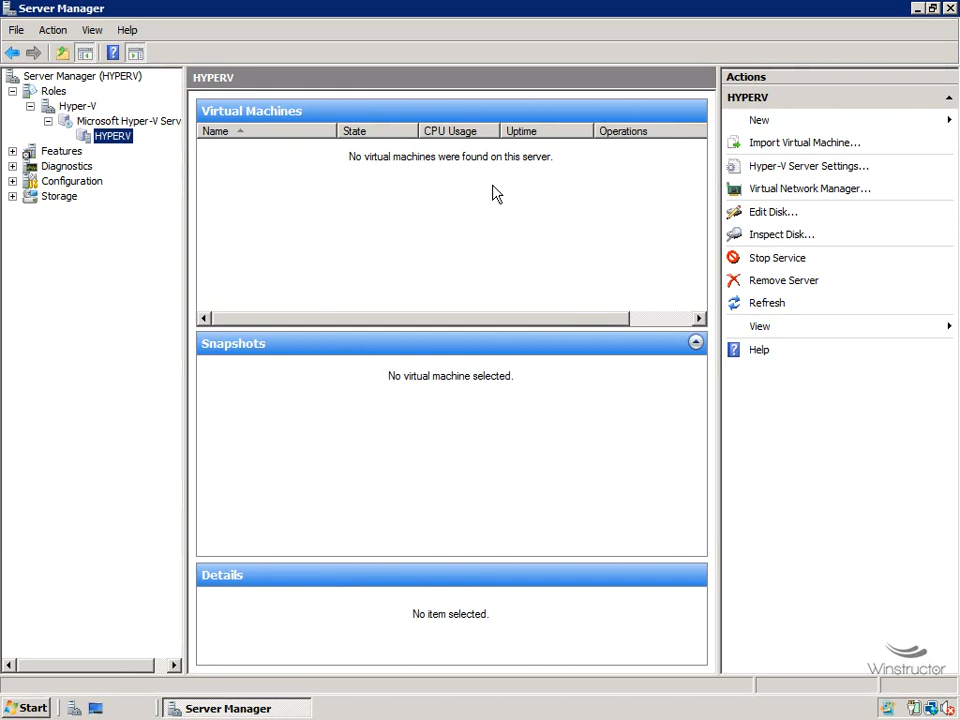 Server Manager
File Action View Help
Server Manager (HYPERV)
Roles
Hyper-V
Microsoft Hyper-V Serv
HYPERV
Features
Diagnostics
Configuration
Storage
HYPERV
Virtual Machines
Name State CPU Usage Uptime Operations
No virtual machines were found on this server.
Snapshots
No virtual machine selected.
Details
No item selected.
Actions
HYPERV
New
Import Virtual Machine...
Hyper-V Server Settings...
Virtual Network Manager...
Edit Disk...
Inspect Disk...
Stop Service
Remove Server
Refresh
View
Help
Winstructor
Start
Server Manager